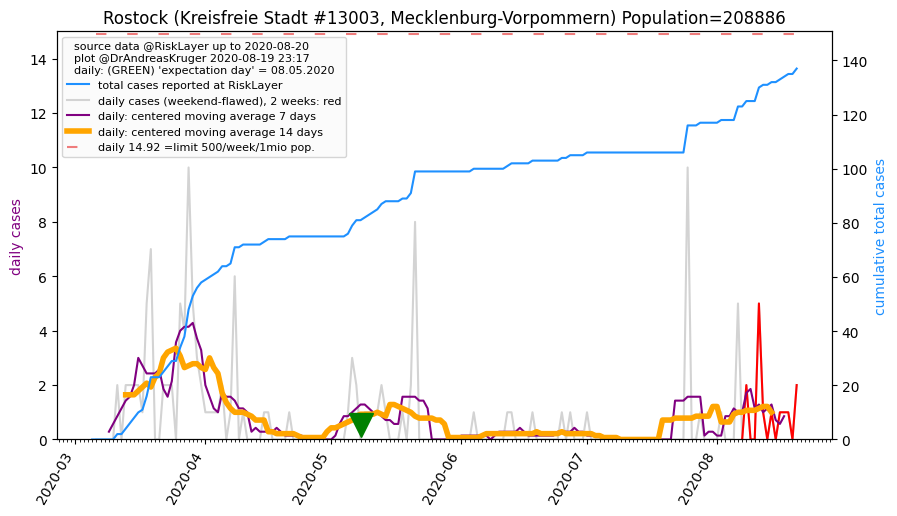 Rostock (Kreisfreie Stadt #13003, Mecklenburg-Vorpommern) Population=208886
source data @RiskLayer up to 2020-08-20
plot @DrAndreasKruger 2020-08-19 23:17
daily: (GREEN) 'expectation day' = 08.05.2020
total cases reported at RiskLayer
daily cases (weekend-flawed), 2 weeks: red
daily: centered moving average 7 days
daily: centered moving average 14 days
daily 14.92 =limit 500/week/1mio pop.
daily cases
14
12
10
8
6
4
2
0
140
120
100
80
60
40
20
0
cumulative total cases
2020-03
2020-04
2020-05
2020-06
2020-07
2020-08